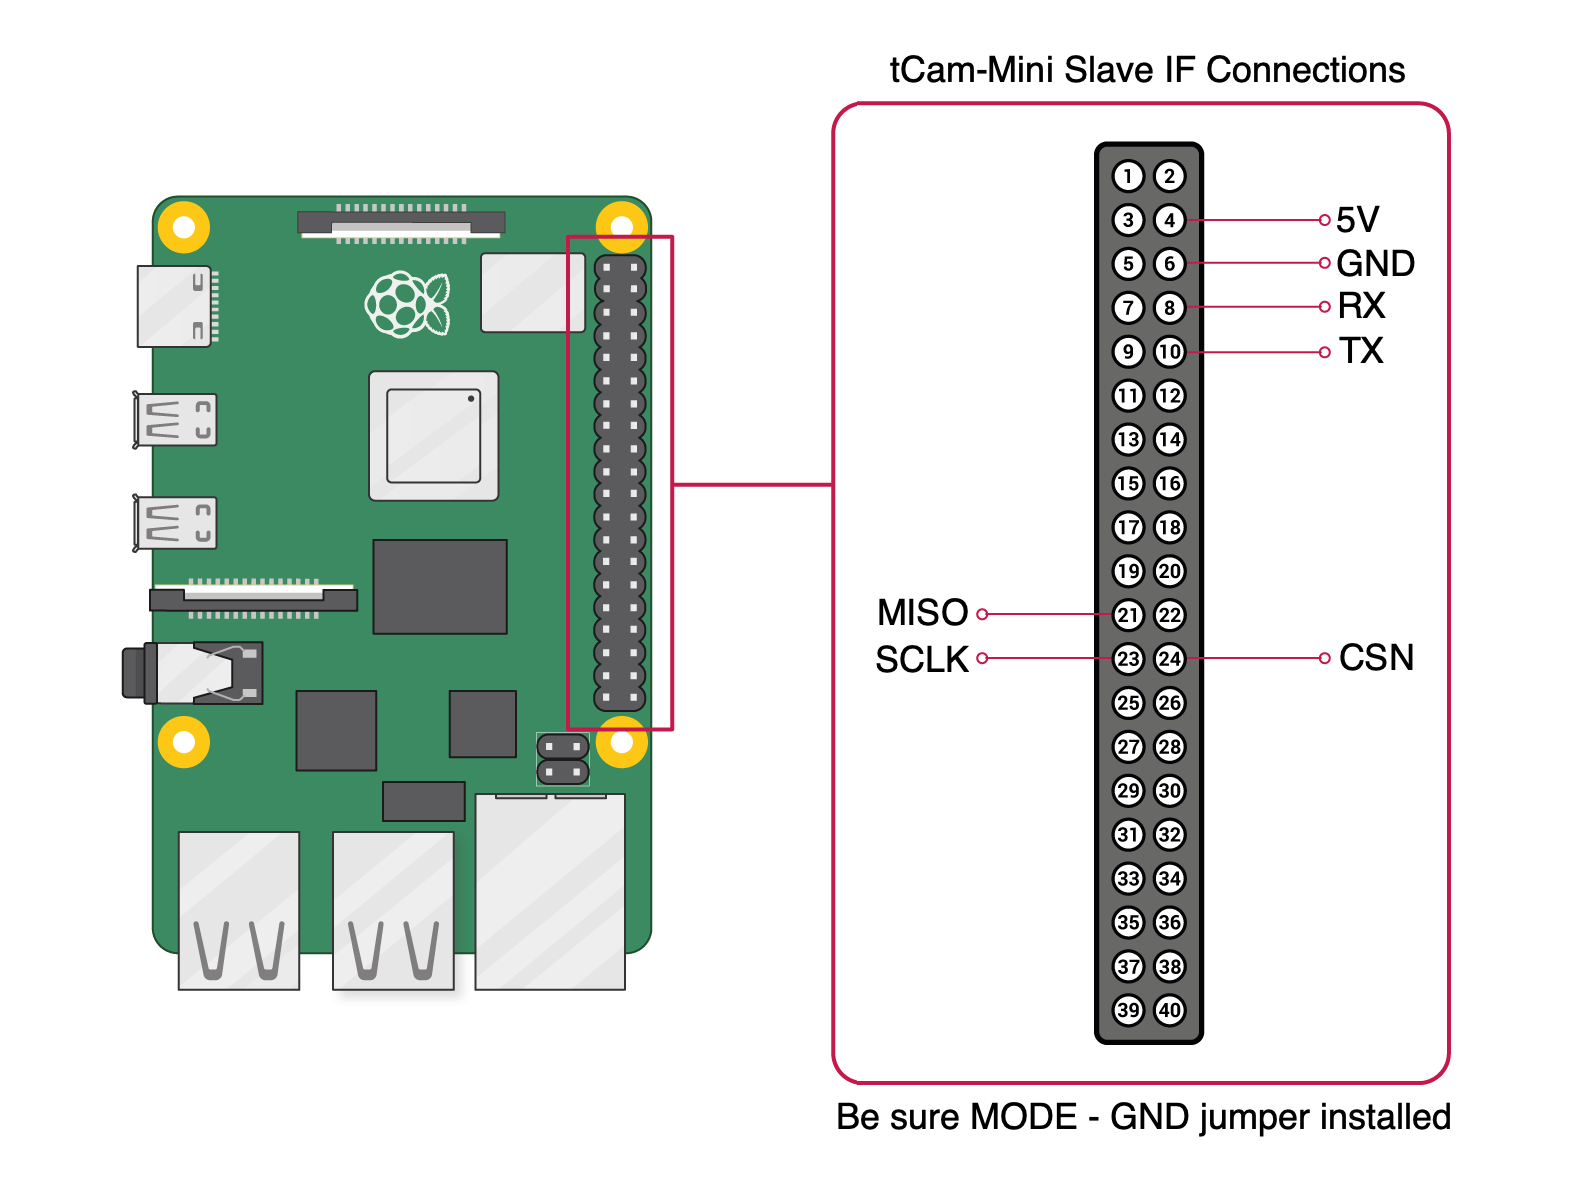 tCam-Mini Slave IF Connections
1 2
3 4 5V
5 6 GND
7 8 RX
9 10 TX
11 12
13 14
15 16
17 18
19 20
MISO 21 22
SCLK 23 24 CSN
25 26
27 28
29 30
31 32
33 34
35 36
37 38
39 40
Be sure MODE - GND jumper installed